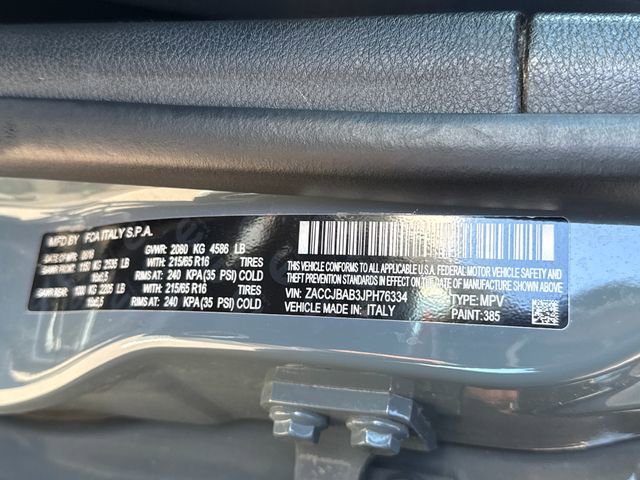 MFD BY FCA ITALY S.P.A.
GVWR: 2080 KG 4586 LB
WITH: 215/65 R16 TIRES
RIMS AT: 240 KPA(35 PSI) COLD
WITH: 215/65 R16 TIRES
RIMS AT: 240 KPA(35 PSI) COLD
THIS VEHICLE CONFORMS TO ALL APPLICABLE U.S.A. FEDERAL MOTOR VEHICLE SAFETY, BUMPER, AND
THEFT PREVENTION STANDARDS IN EFFECT ON THE DATE OF MANUFACTURE SHOWN ABOVE
VIN: ZACCJBAB3JPH76334 TYPE: MPV
VEHICLE MADE IN: ITALY PAINT: 385